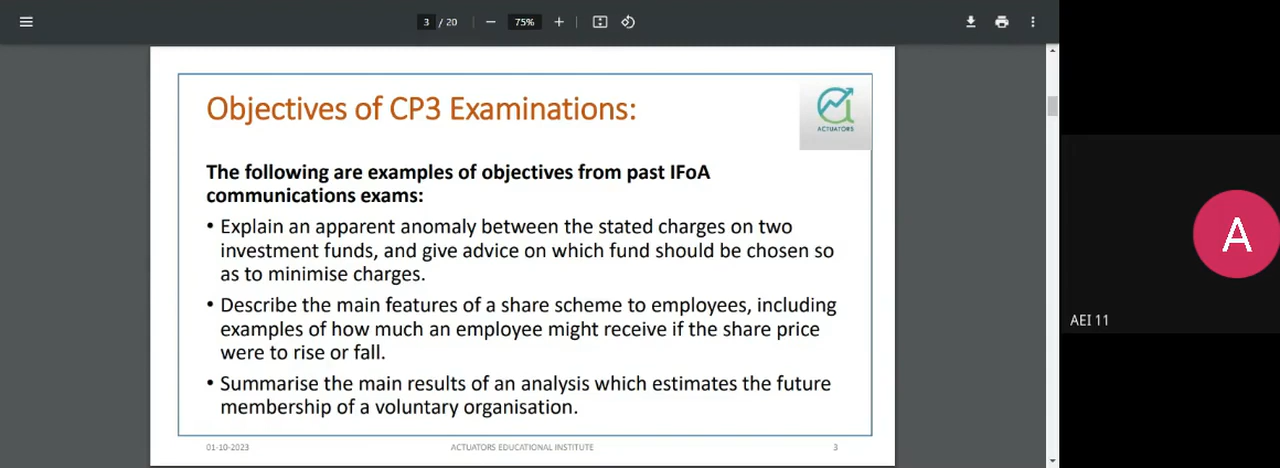 3 / 20
75%
Objectives of CP3 Examinations:
ACTUATORS
The following are examples of objectives from past IFoA
communications exams:
• Explain an apparent anomaly between the stated charges on two
investment funds, and give advice on which fund should be chosen so
as to minimise charges.
• Describe the main features of a share scheme to employees, including
examples of how much an employee might receive if the share price
were to rise or fall.
• Summarise the main results of an analysis which estimates the future
membership of a voluntary organisation.
01-10-2023
ACTUATORS EDUCATIONAL INSTITUTE
3
A
AEI 11